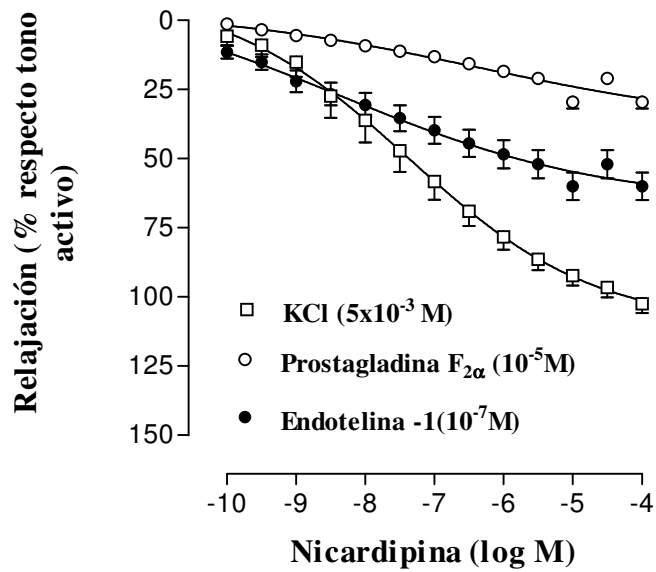 0
25
50
75
100
125
150
Relajación (% respecto tono
activo)
KCl (5x10⁻³ M)
Prostagladina F₂α (10⁻⁵M)
Endotelina -1(10⁻⁷M)
-10 -9 -8 -7 -6 -5 -4
Nicardipina (log M)